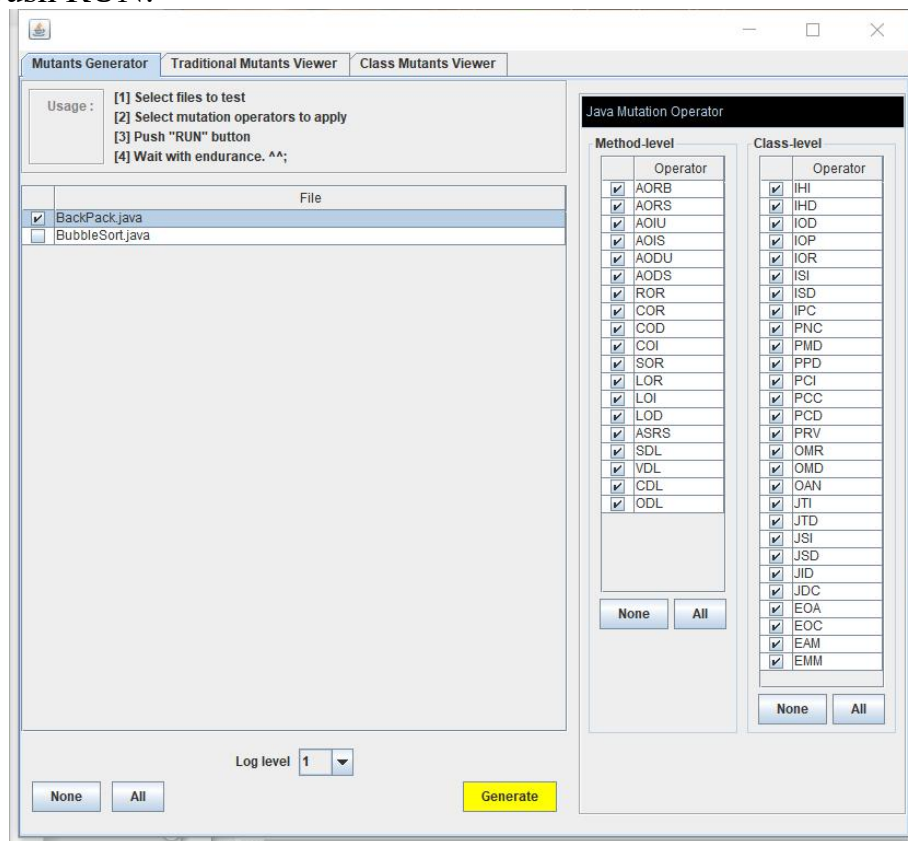 RUN.
Mutants Generator Traditional Mutants Viewer Class Mutants Viewer
Usage :
[1] Select files to test
[2] Select mutation operators to apply
[3] Push "RUN" button
[4] Wait with endurance. ^^;
File
BackPack.java
BubbleSort.java
Log level 1
None All Generate
Java Mutation Operator
Method-level
Operator
AORB
AORS
AOIU
AOIS
AODU
AODS
ROR
COR
COD
COI
SOR
LOR
LOI
LOD
ASRS
SDL
VDL
CDL
ODL
None All
Class-level
Operator
IHI
IHD
IOD
IOP
IOR
ISI
ISD
IPC
PNC
PMD
PPD
PCI
PCC
PCD
PRV
OMR
OMD
OAN
JTI
JTD
JSI
JSD
JID
JDC
EOA
EOC
EAM
EMM
None All